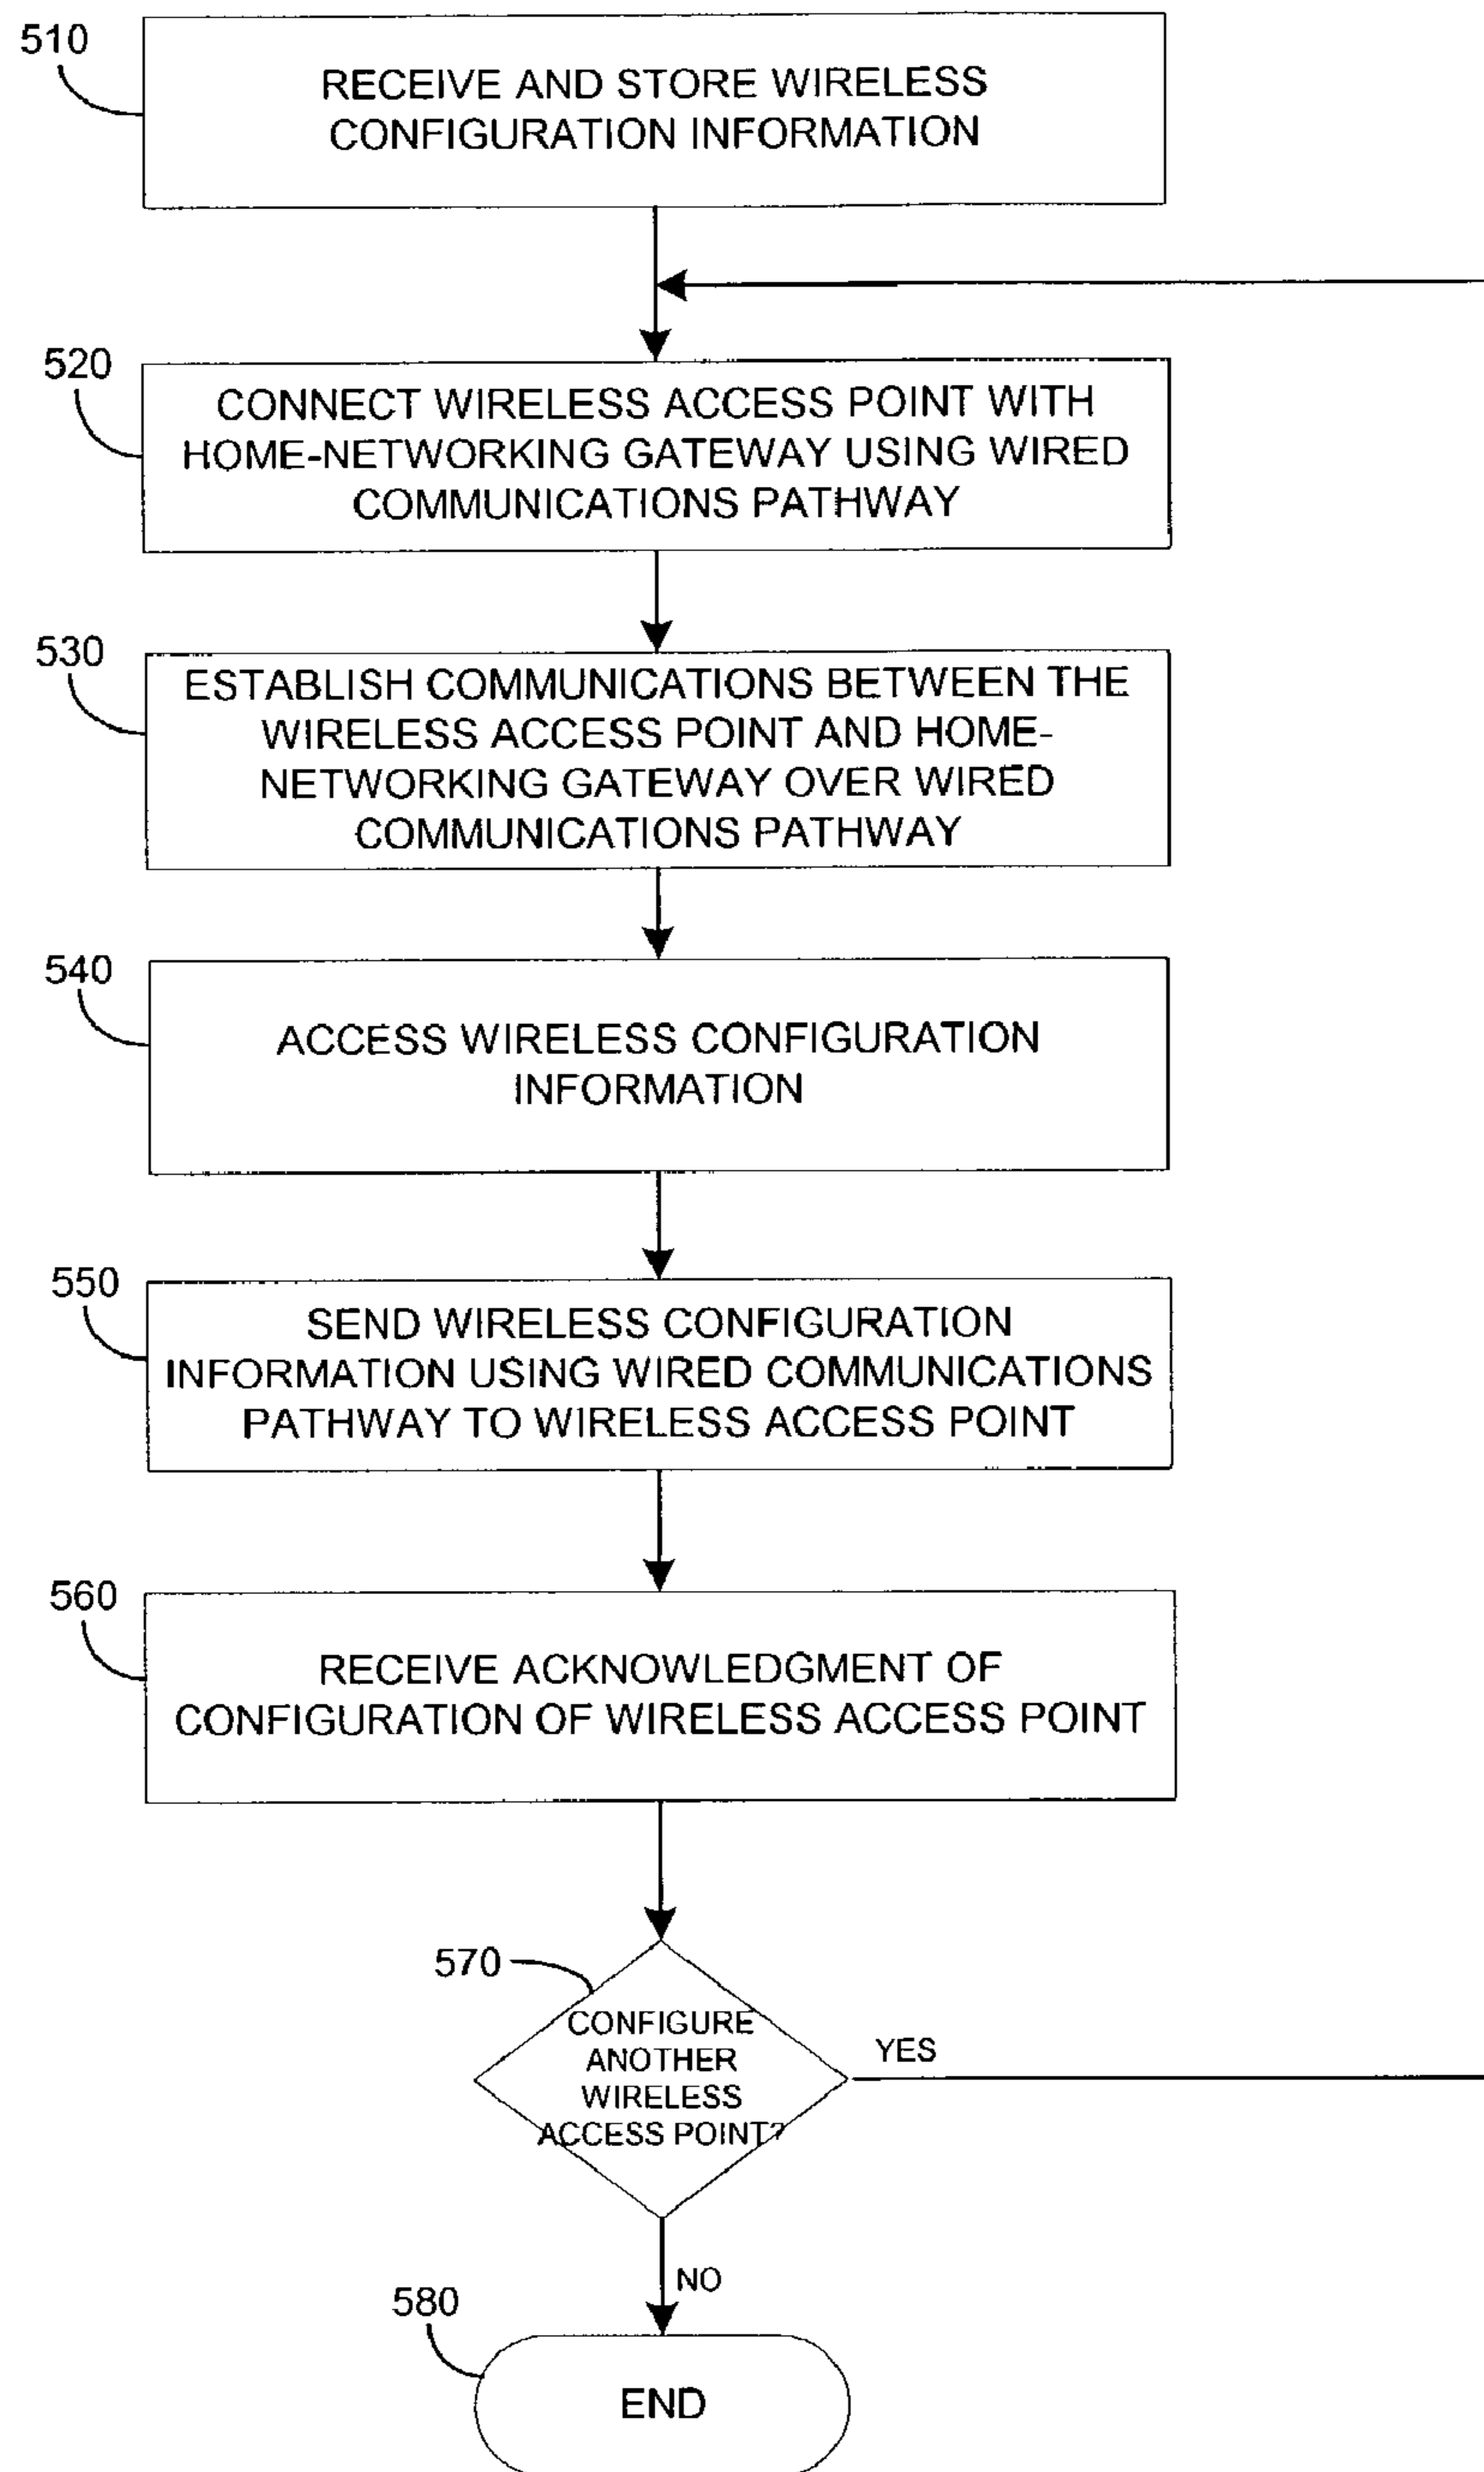 510
RECEIVE AND STORE WIRELESS
CONFIGURATION INFORMATION
520
CONNECT WIRELESS ACCESS POINT WITH
HOME-NETWORKING GATEWAY USING WIRED
COMMUNICATIONS PATHWAY
530
ESTABLISH COMMUNICATIONS BETWEEN THE
WIRELESS ACCESS POINT AND HOME-
NETWORKING GATEWAY OVER WIRED
COMMUNICATIONS PATHWAY
540
ACCESS WIRELESS CONFIGURATION
INFORMATION
550
SEND WIRELESS CONFIGURATION
INFORMATION USING WIRED COMMUNICATIONS
PATHWAY TO WIRELESS ACCESS POINT
560
RECEIVE ACKNOWLEDGMENT OF
CONFIGURATION OF WIRELESS ACCESS POINT
570
CONFIGURE
ANOTHER
WIRELESS
ACCESS POINT?
YES
NO
580
END